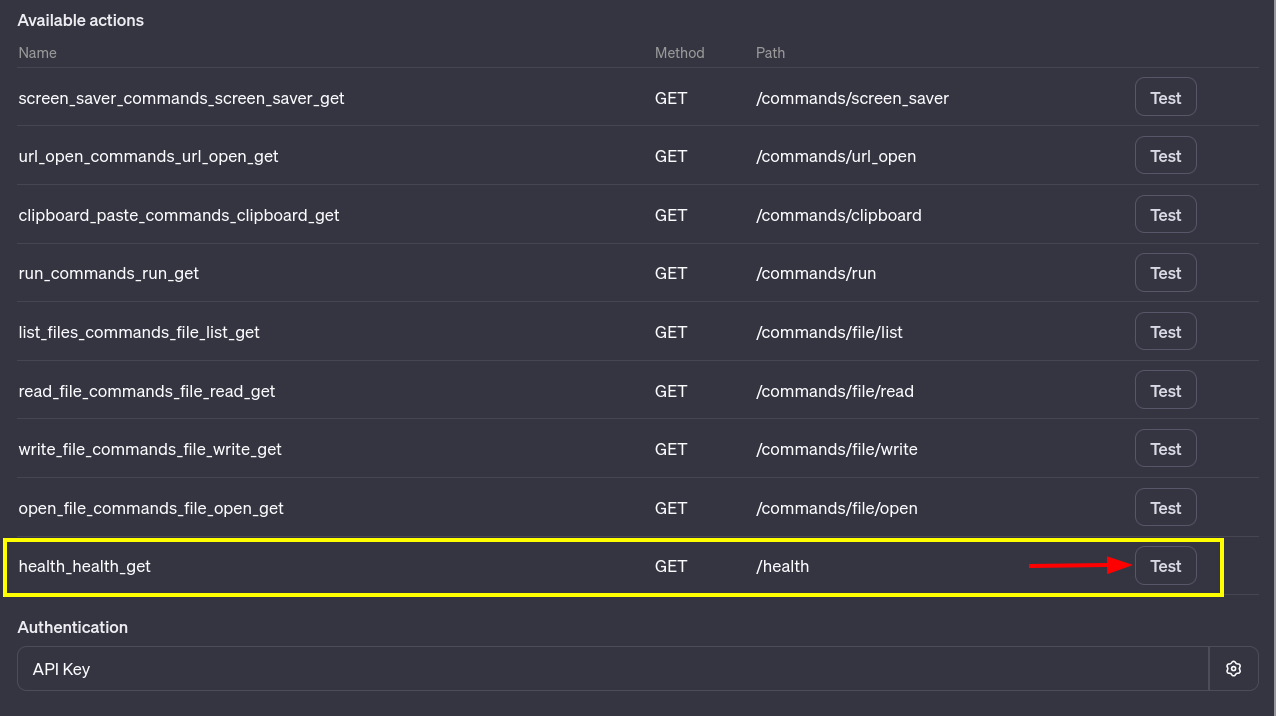 Available actions
Name Method Path
screen_saver_commands_screen_saver_get GET /commands/screen_saver Test
url_open_commands_url_open_get GET /commands/url_open Test
clipboard_paste_commands_clipboard_get GET /commands/clipboard Test
run_commands_run_get GET /commands/run Test
list_files_commands_file_list_get GET /commands/file/list Test
read_file_commands_file_read_get GET /commands/file/read Test
write_file_commands_file_write_get GET /commands/file/write Test
open_file_commands_file_open_get GET /commands/file/open Test
health_health_get GET /health Test
Authentication
API Key